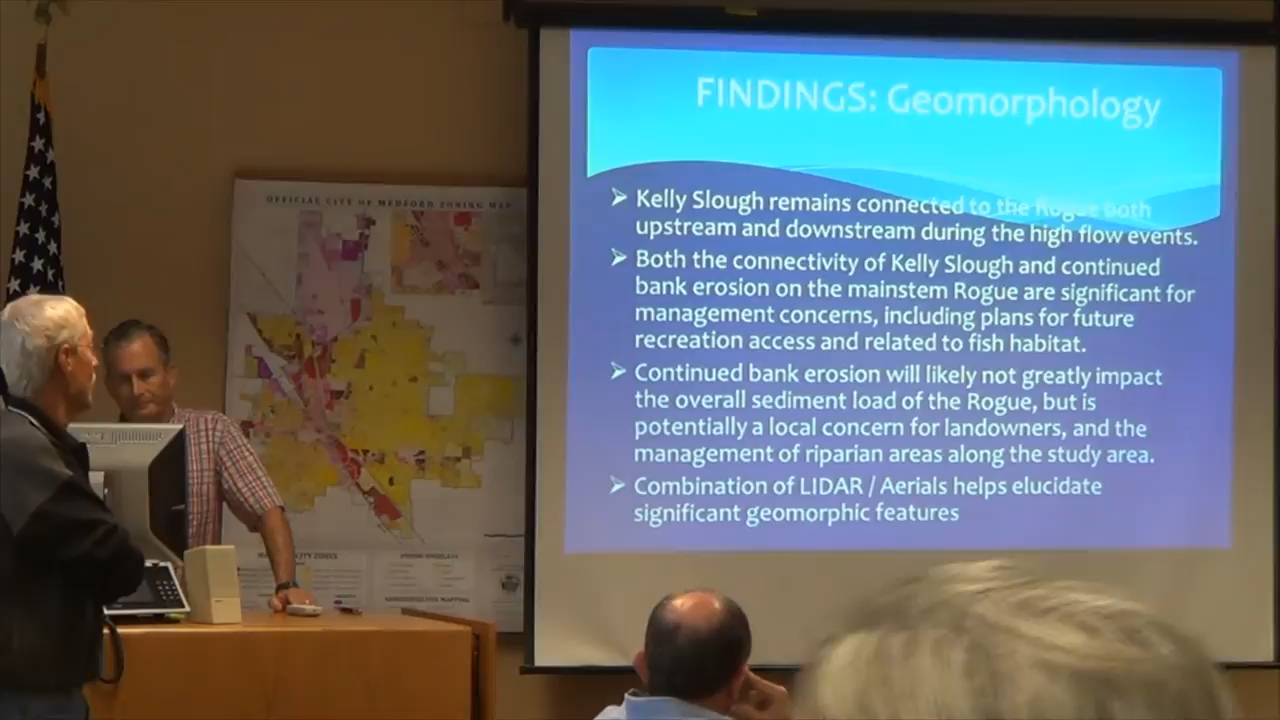 OFFICIAL CITY OF MEDFORD ZONING MAP
FINDINGS: Geomorphology
➢ Kelly Slough remains connected to the Rogue both
upstream and downstream during the high flow events.
➢ Both the connectivity of Kelly Slough and continued
bank erosion on the mainstem Rogue are significant for
management concerns, including plans for future
recreation access and related to fish habitat.
➢ Continued bank erosion will likely not greatly impact
the overall sediment load of the Rogue, but is
potentially a local concern for landowners, and the
management of riparian areas along the study area.
➢ Combination of LIDAR / Aerials helps elucidate
significant geomorphic features